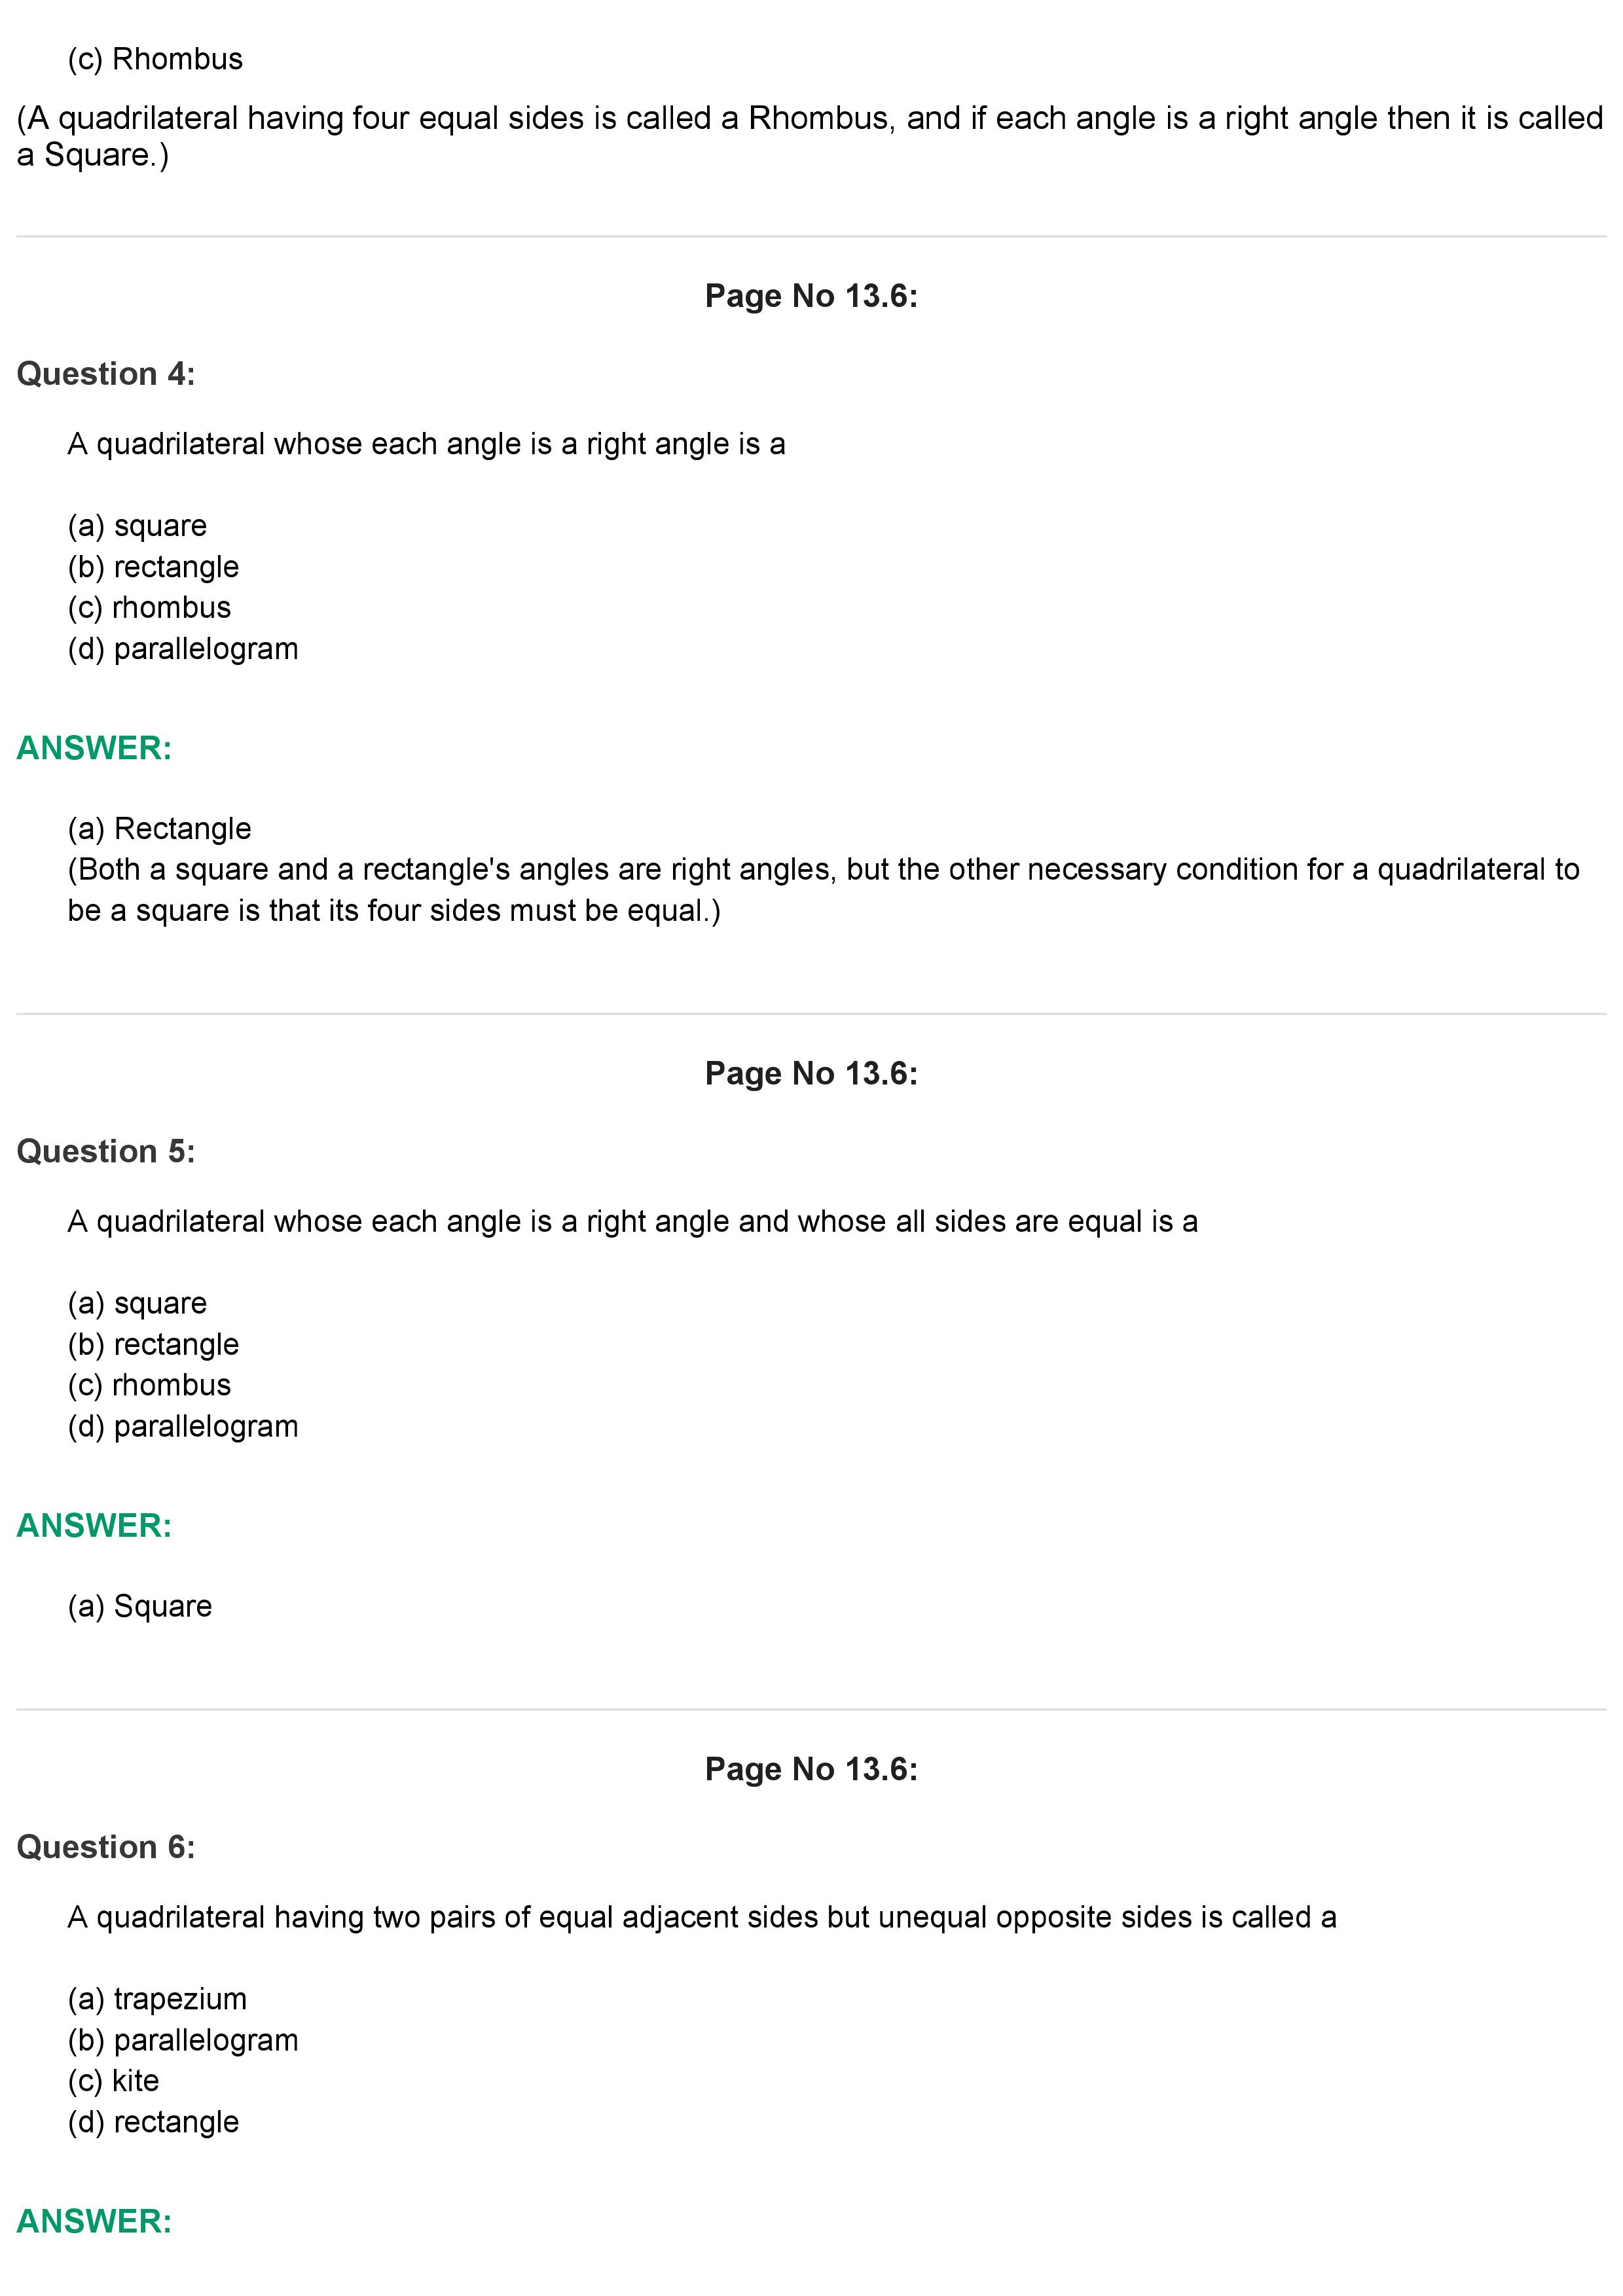 (c) Rhombus
(A quadrilateral having four equal sides is called a Rhombus, and if each angle is a right angle then it is called
a Square.)
Page No 13.6:
Question 4:
A quadrilateral whose each angle is a right angle is a
(a) square
(b) rectangle
(c) rhombus
(d) parallelogram
ANSWER:
(a) Rectangle
(Both a square and a rectangle's angles are right angles, but the other necessary condition for a quadrilateral to
be a square is that its four sides must be equal.)
Page No 13.6:
Question 5:
A quadrilateral whose each angle is a right angle and whose all sides are equal is a
(a) square
(b) rectangle
(c) rhombus
(d) parallelogram
ANSWER:
(a) Square
Page No 13.6:
Question 6:
A quadrilateral having two pairs of equal adjacent sides but unequal opposite sides is called a
(a) trapezium
(b) parallelogram
(c) kite
(d) rectangle
ANSWER: